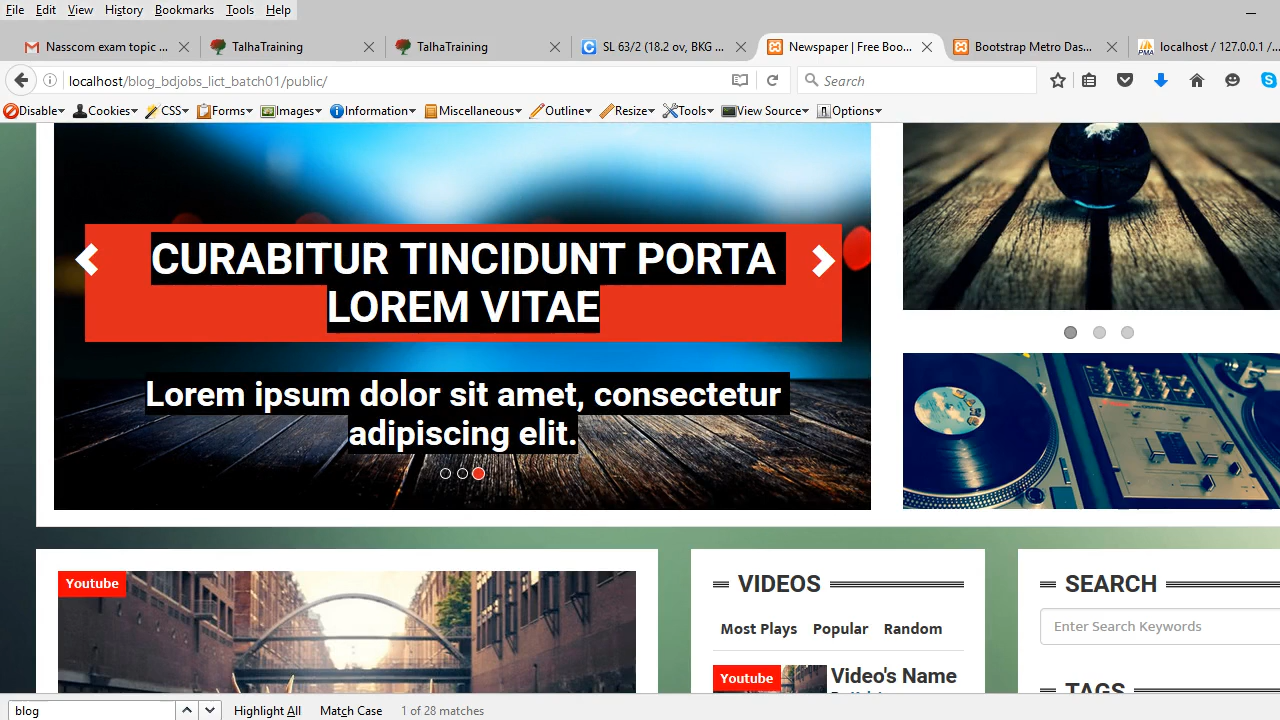 File Edit View History Bookmarks Tools Help
Nasscom exam topic ... TalhaTraining TalhaTraining SL 63/2 (18.2 ov, BKG ... Newspaper | Free Boo... Bootstrap Metro Das... localhost / 127.0.0.1 /...
localhost/blog_bdjobs_lict_batch01/public/ Search
Disable Cookies CSS Forms Images Information Miscellaneous Outline Resize Tools View Source Options
CURABITUR TINCIDUNT PORTA
LOREM VITAE
Lorem ipsum dolor sit amet, consectetur
adipiscing elit.
Youtube
VIDEOS
Most Plays Popular Random
Youtube Video's Name
SEARCH
Enter Search Keywords
TAGS
blog Highlight All Match Case 1 of 28 matches